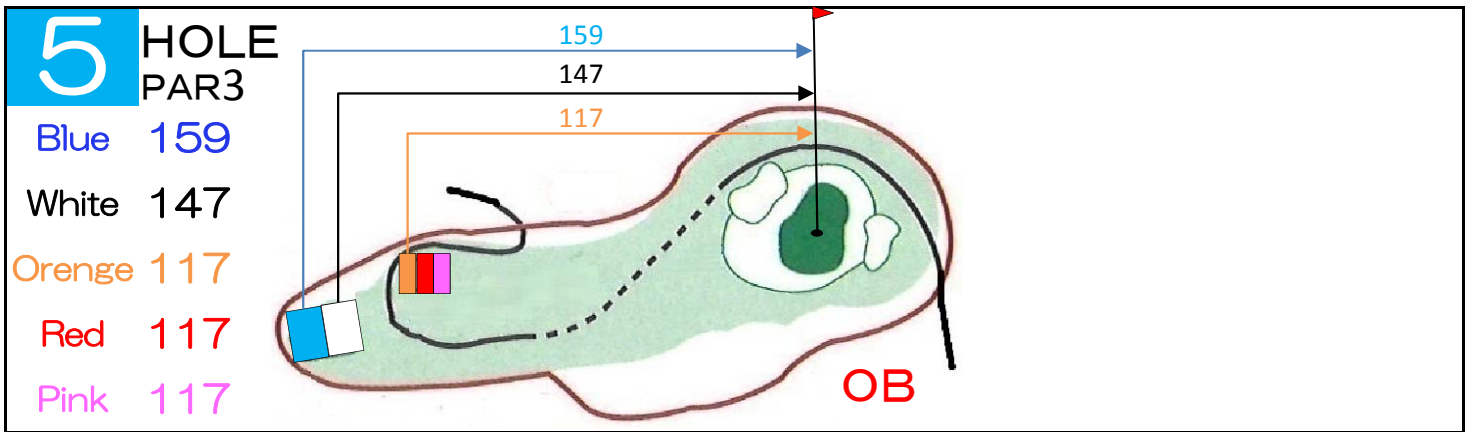 5 HOLE
PAR3
Blue 159
White 147
Orenge 117
Red 117
Pink 117
159
147
117
OB